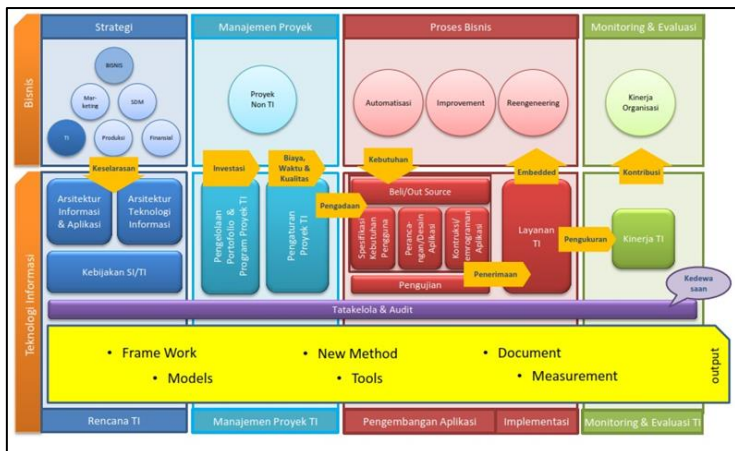 Strategi
Manajemen Proyek
Proses Bisnis
Monitoring & Evaluasi
Bisnis
BISNIS
Mar-
keting
SDM
TI
Produksi
Finansial
Proyek
Non TI
Automatisasi
Improvement
Reengeneering
Kinerja
Organisasi
Keselarasan
Investasi
Biaya,
Waktu &
Kualitas
Kebutuhan
Embedded
Kontribusi
Teknologi Informasi
Arsitektur
Informasi
& Aplikasi
Arsitektur
Teknologi
Informasi
Kebijakan SI/TI
Pengelolaan
Portofolio &
Program Proyek TI
Pengaturan
Proyek TI
Pengadaan
Beli/Out Source
Spesifikasi
Kebutuhan
Pengguna
Peranca-
ngan/Desain
Aplikasi
Kontruksi/
Pemrograman
Aplikasi
Pengujian
Penerimaan
Layanan
TI
Pengukuran
Kinerja TI
Kedewa
saan
Tatakelola & Audit
• Frame Work
• New Method
• Document
• Models
• Tools
• Measurement
output
Rencana TI
Manajemen Proyek TI
Pengembangan Aplikasi
Implementasi
Monitoring & Evaluasi TI